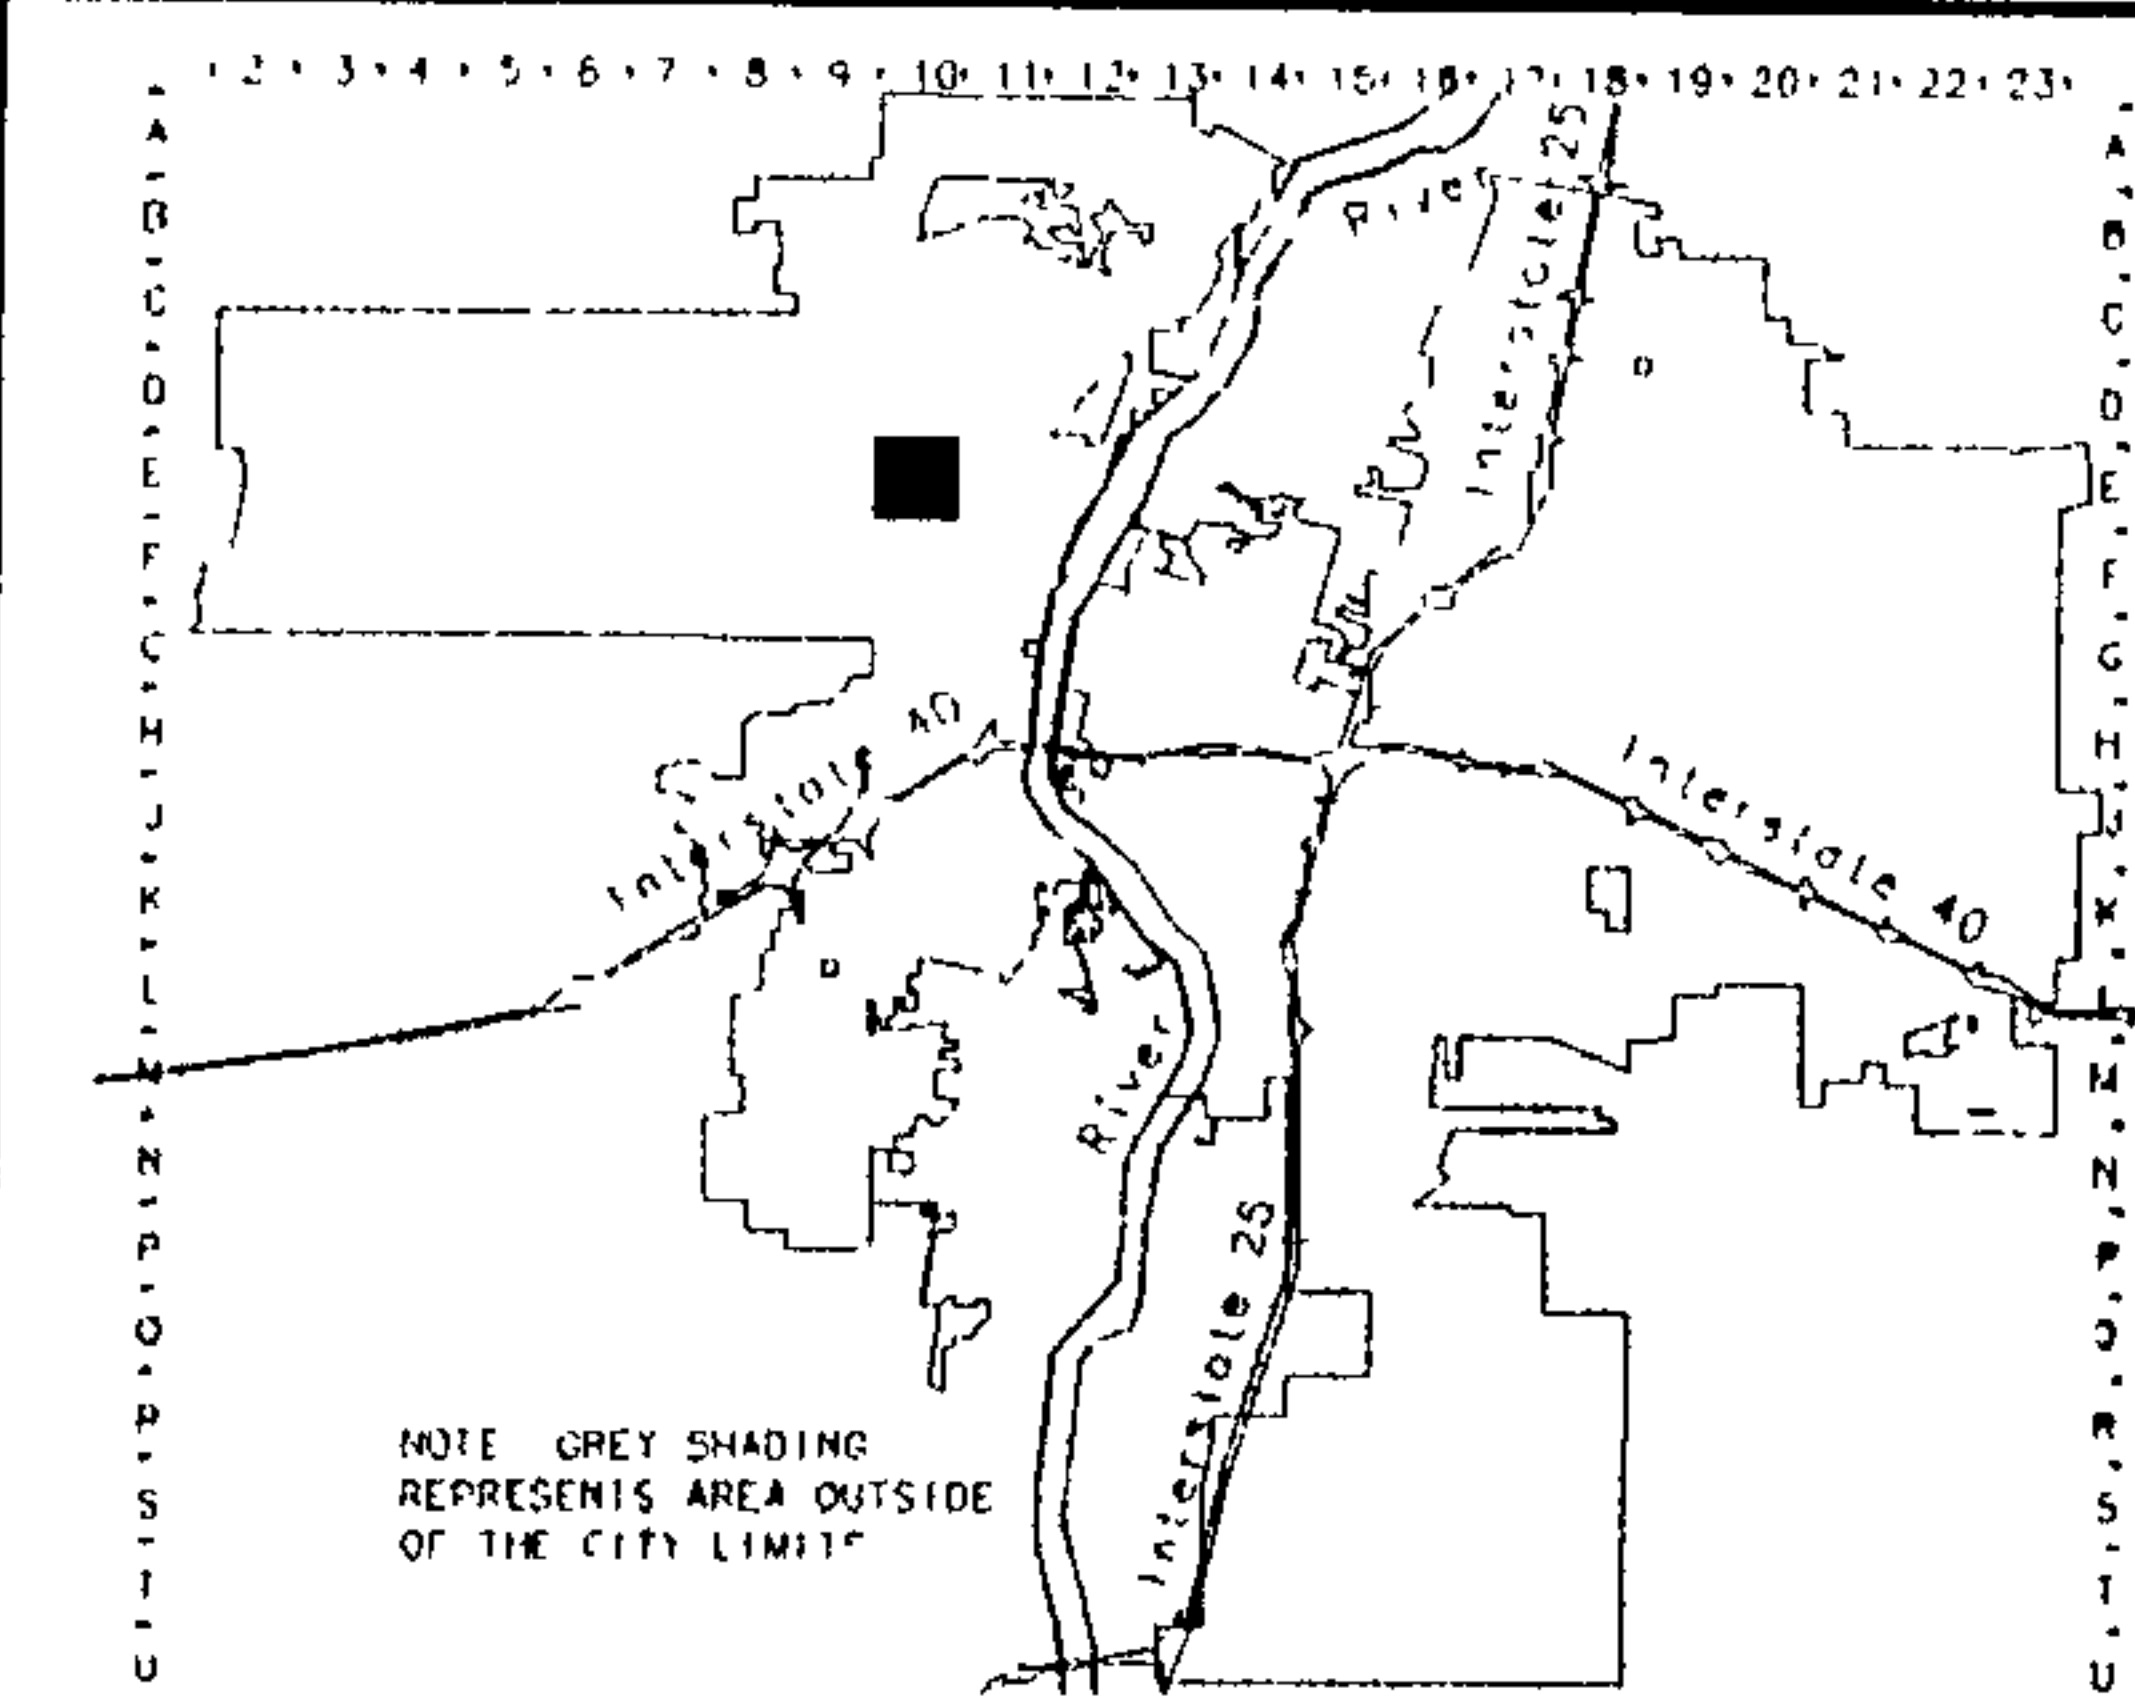 2 3 4 5 6 7 8 9 10 11 12 13 14 15 16 17 18 19 20 21 22 23
A A
B B
C C
D D
E E
F F
G G
H H
J J
K K
L L
M M
N N
P P
Q Q
R R
S S
T T
U U
River
Interstate 25
Interstate 40
Interstate 40
River
Interstate 25
NOTE GREY SHADING
REPRESENTS AREA OUTSIDE
OF THE CITY LIMITS